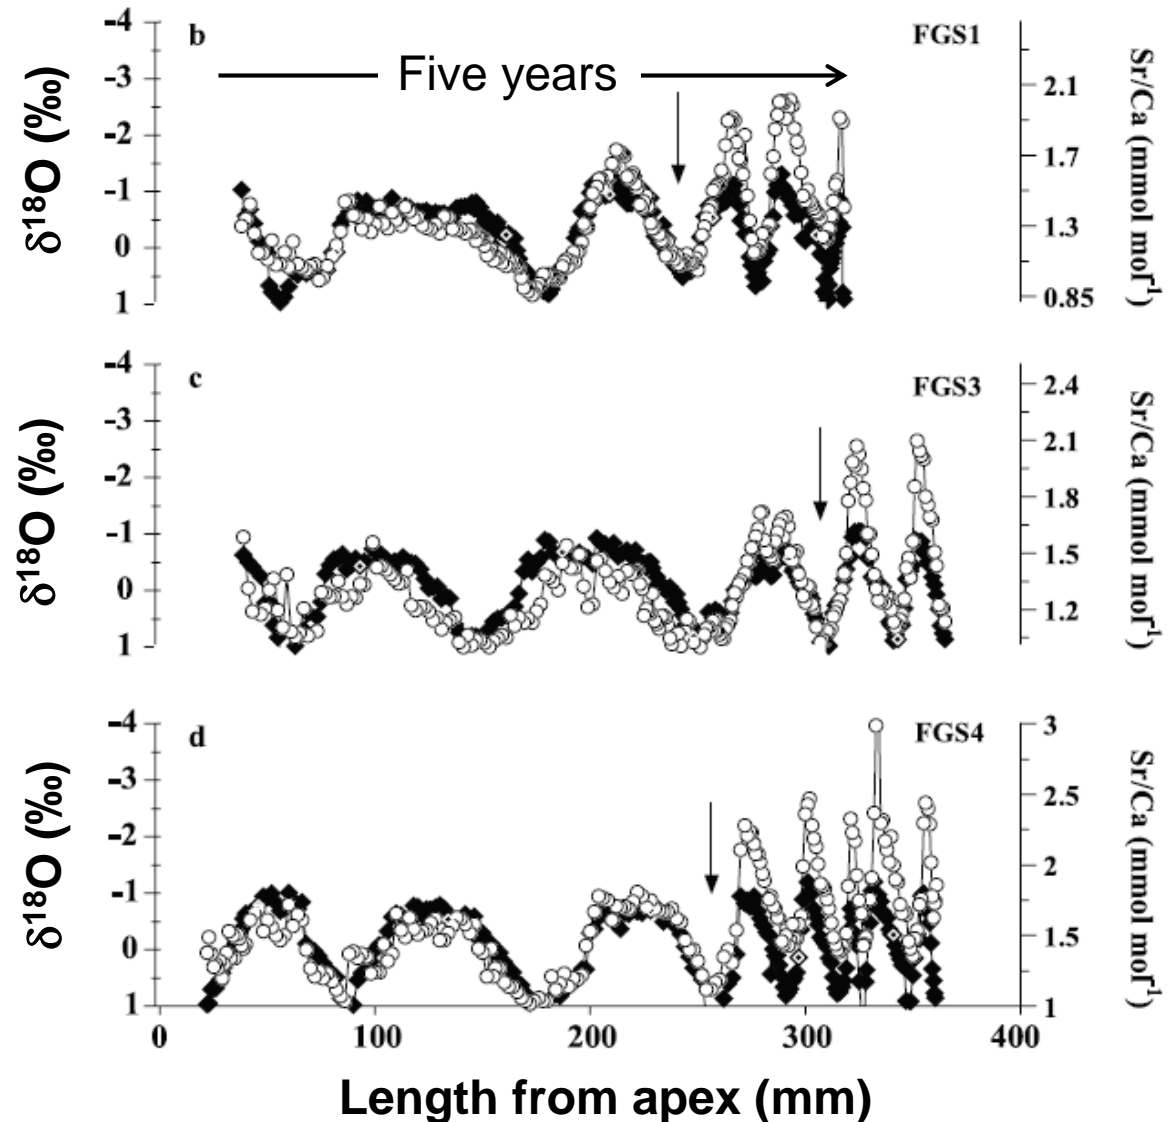 b
FGS1
Five years
-4
-3
-2
-1
0
1
δ¹⁸O (‰)
2.1
1.7
1.3
0.85
Sr/Ca (mmol mol⁻¹)
c
FGS3
-4
-3
-2
-1
0
1
δ¹⁸O (‰)
2.4
2.1
1.8
1.5
1.2
Sr/Ca (mmol mol⁻¹)
d
FGS4
-4
-3
-2
-1
0
1
δ¹⁸O (‰)
3
2.5
2
1.5
1
Sr/Ca (mmol mol⁻¹)
0 100 200 300 400
Length from apex (mm)